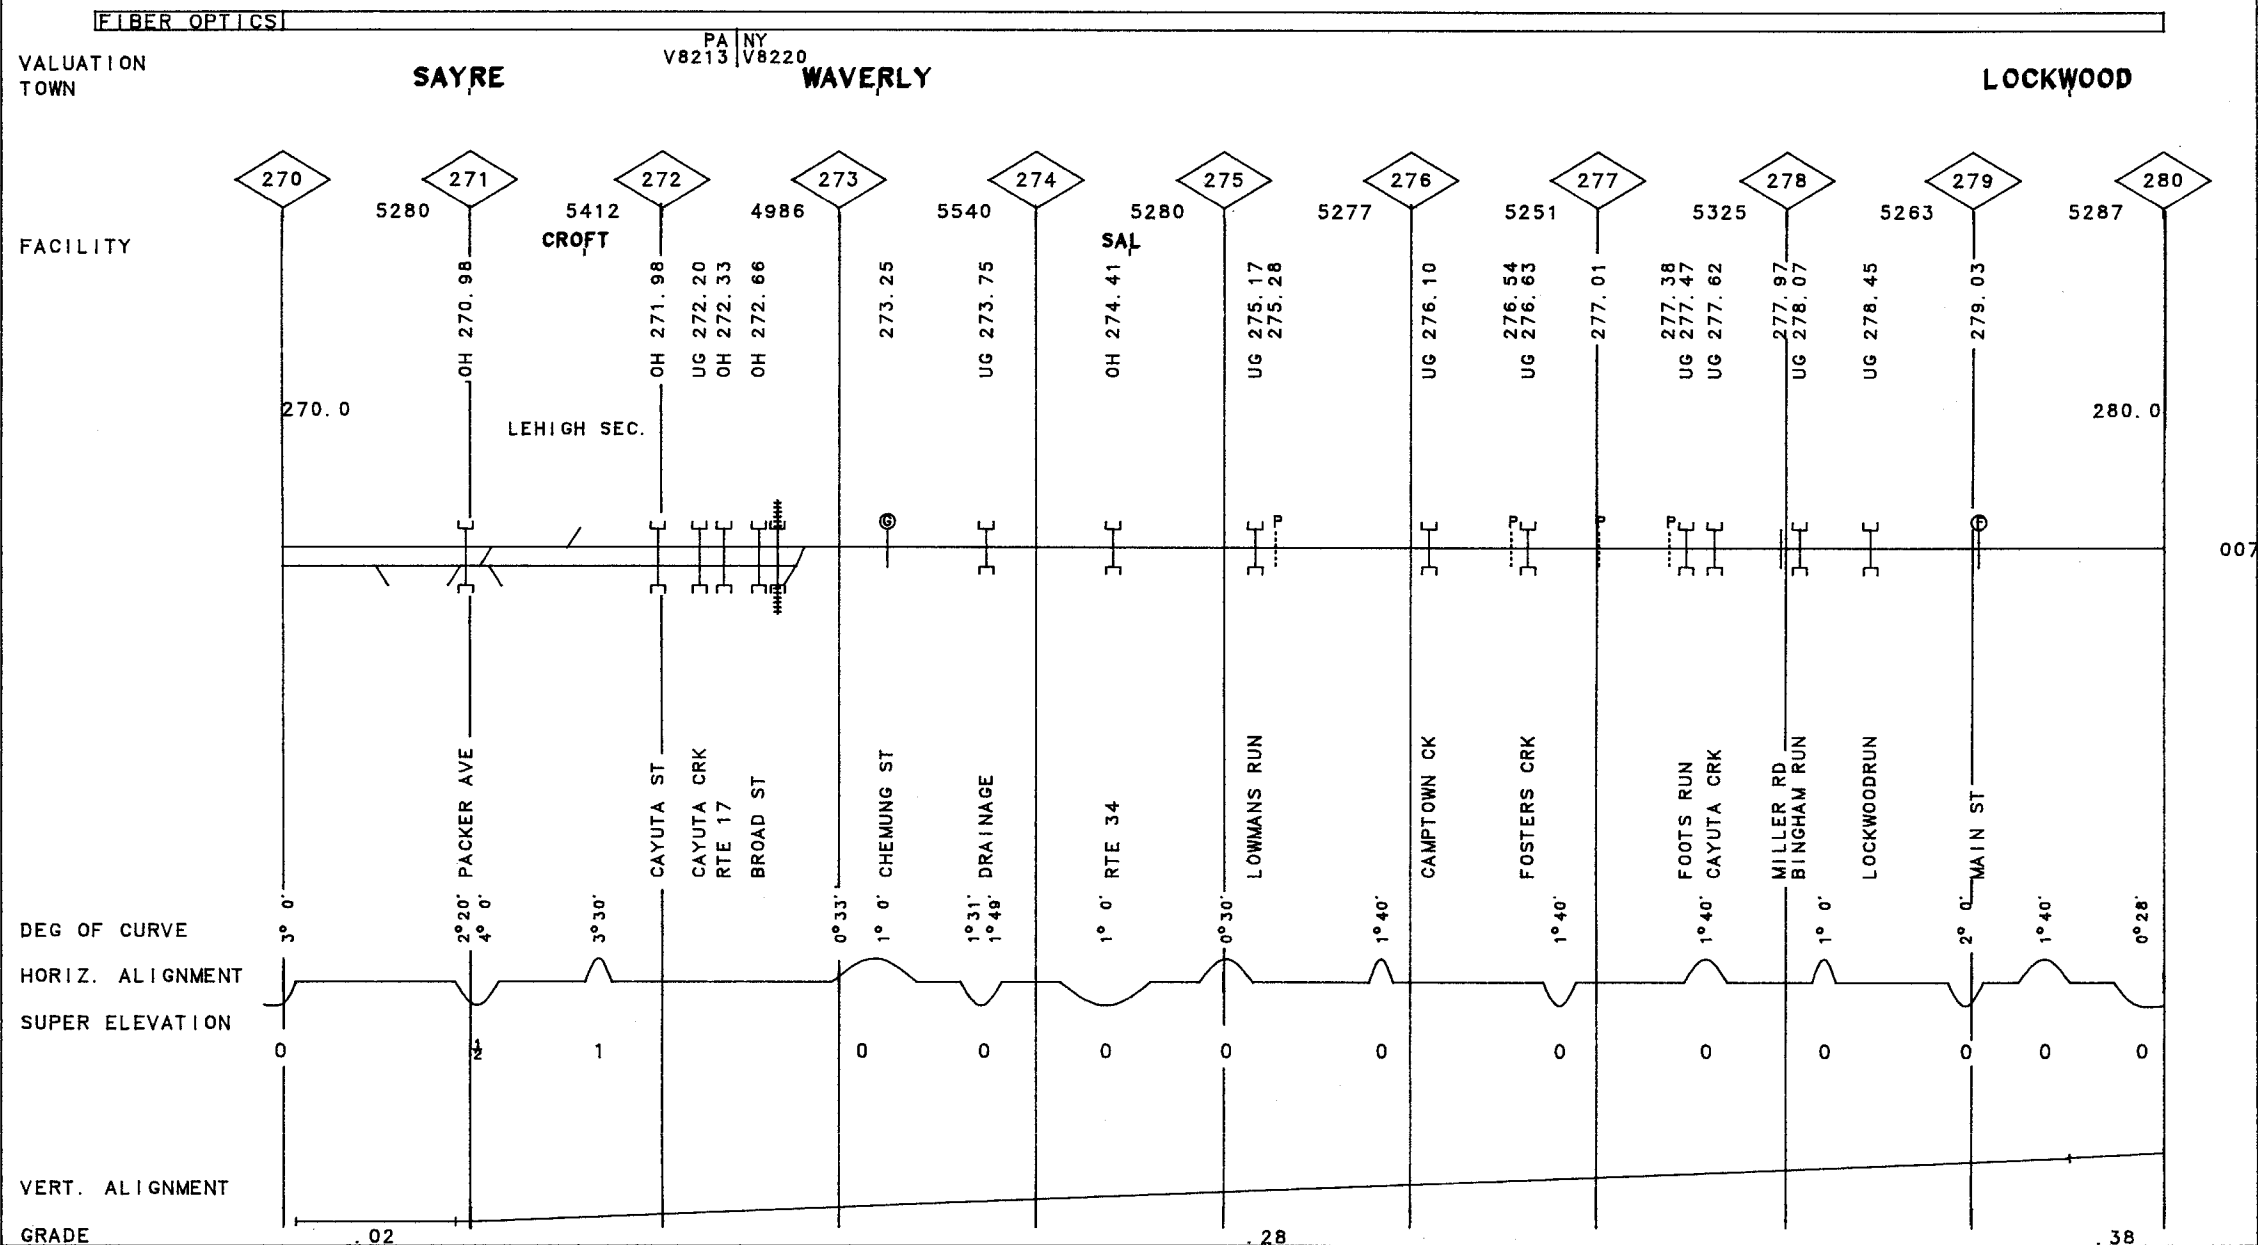 FIBER OPTICS
PA NY
V8213 V8220
VALUATION
TOWN
SAYRE
WAVERLY
LOCKWOOD
270
271
272
273
274
275
276
277
278
279
280
5280
5412
4986
5540
5280
5277
5251
5325
5263
5287
FACILITY
CROFT
SAL
OH 270.98
OH 271.98
UG 272.20
OH 272.33
OH 272.66
273.25
UG 273.75
OH 274.41
UG 275.17
275.28
UG 276.10
276.54
UG 276.63
277.01
277.38
UG 277.47
UG 277.62
277.97
UG 278.07
UG 278.45
279.03
270.0
280.0
LEHIGH SEC.
G
P
P
P
P
F
007
PACKER AVE
CAYUTA ST
CAYUTA CRK
RTE 17
BROAD ST
CHEMUNG ST
DRAINAGE
RTE 34
LOWMANS RUN
CAMPTOWN CK
FOSTERS CRK
FOOTS RUN
CAYUTA CRK
MILLER RD
BINGHAM RUN
LOCKWOODRUN
MAIN ST
DEG OF CURVE
3° 0'
2° 20'
4° 0'
3° 30'
0° 33'
1° 0'
1° 31'
1° 49'
1° 0'
0° 30'
1° 40'
1° 40'
1° 40'
1° 0'
2° 0'
1° 40'
0° 28'
HORIZ. ALIGNMENT
SUPER ELEVATION
0
½
1
0
0
0
0
0
0
0
0
0
0
0
VERT. ALIGNMENT
GRADE
.02
.28
.38